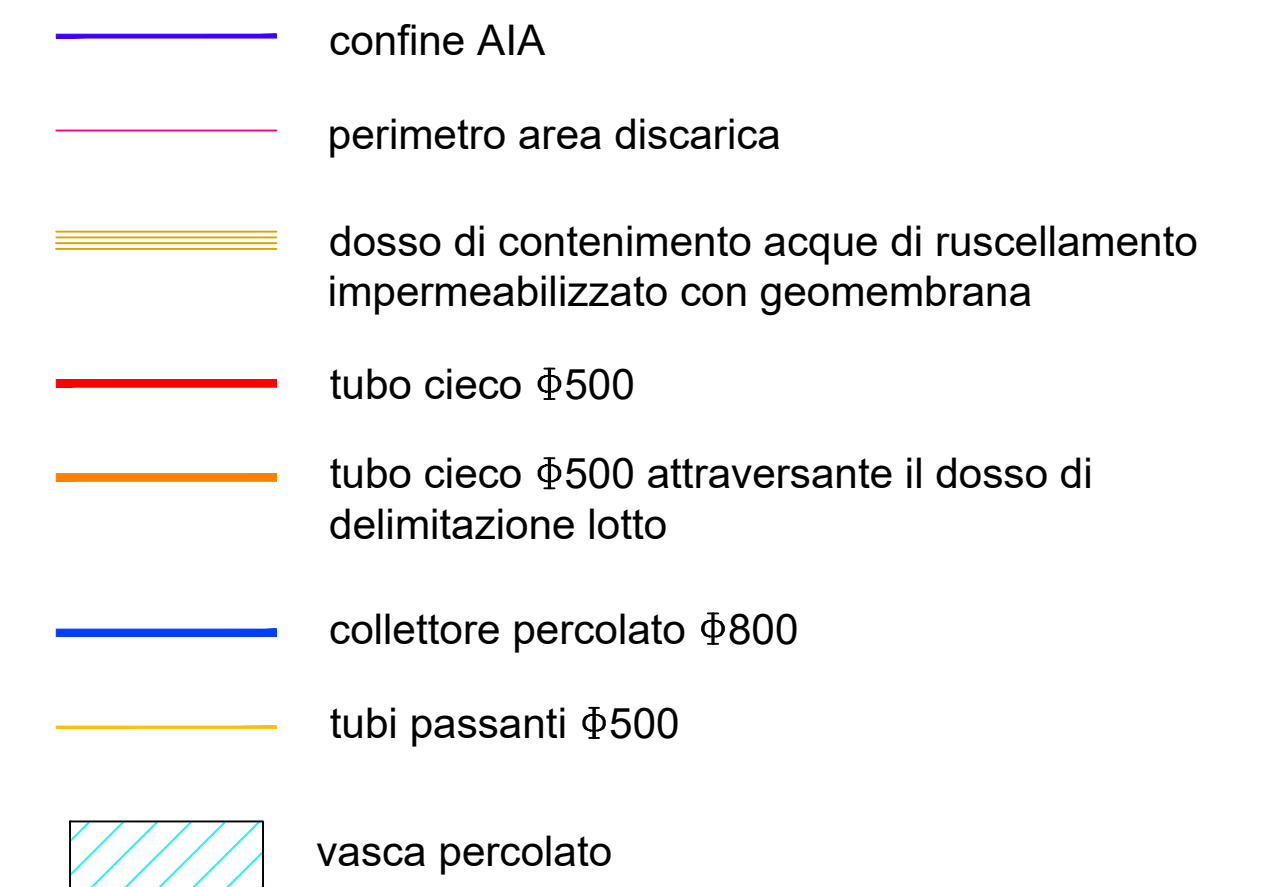 confine AIA
perimetro area discarica
dosso di contenimento acque di ruscellamento
impermeabilizzato con geomembrana
tubo cieco Φ500
tubo cieco Φ500 attraversante il dosso di
delimitazione lotto
collettore percolato Φ800
tubi passanti Φ500
vasca percolato